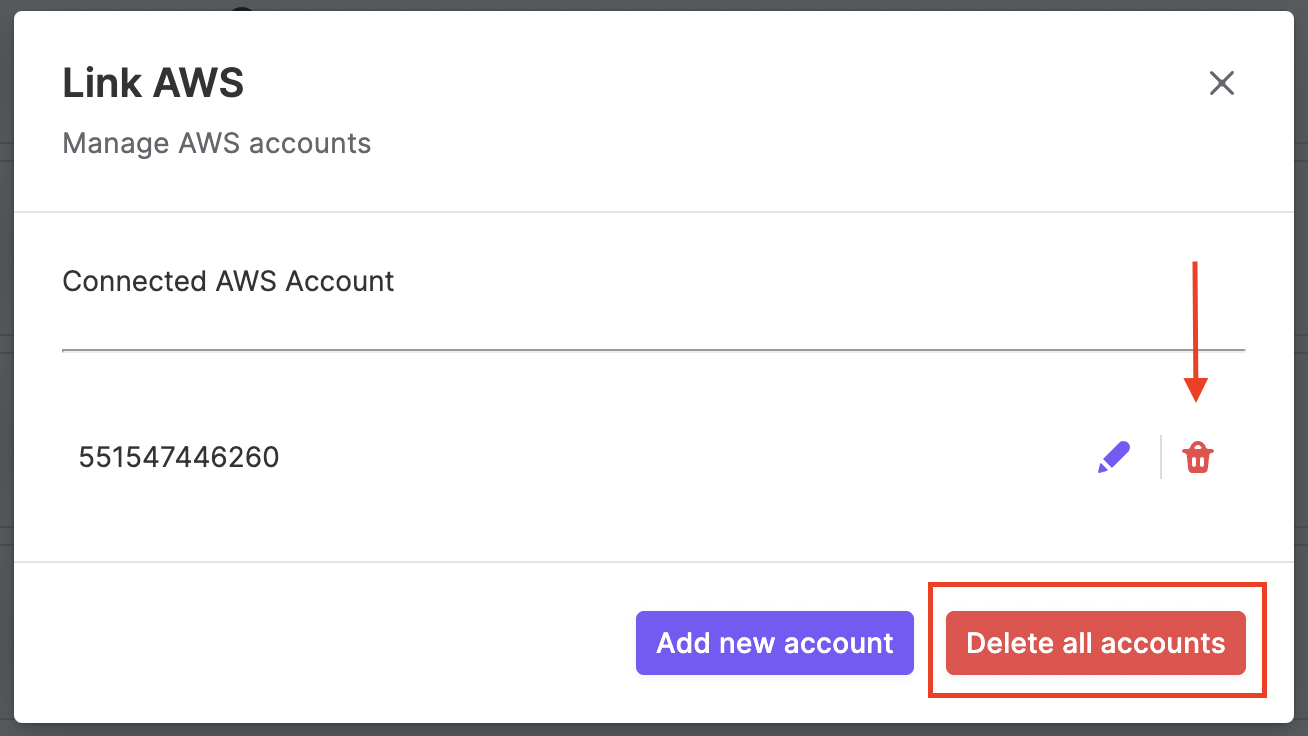 Link AWS
Manage AWS accounts
Connected AWS Account
551547446260
Add new account
Delete all accounts